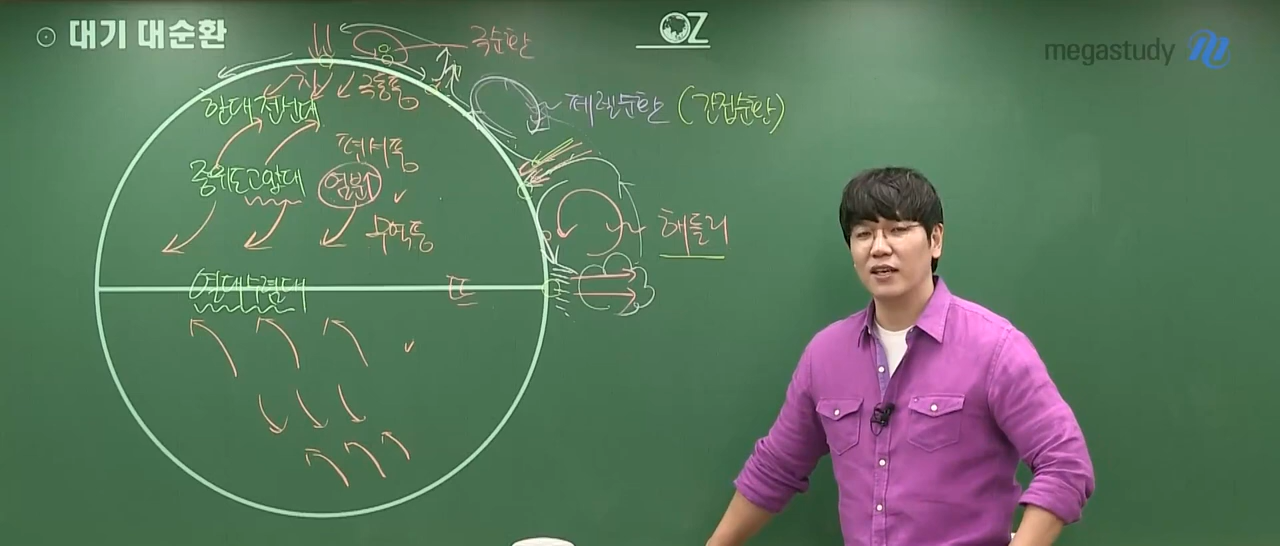 대기 대순환
OZ
megastudy
극순환
극동풍
한대전선대
페렐순환 (간접순환)
편서풍
중위도고압대
염분↑
무역풍
해들리
열대수렴대